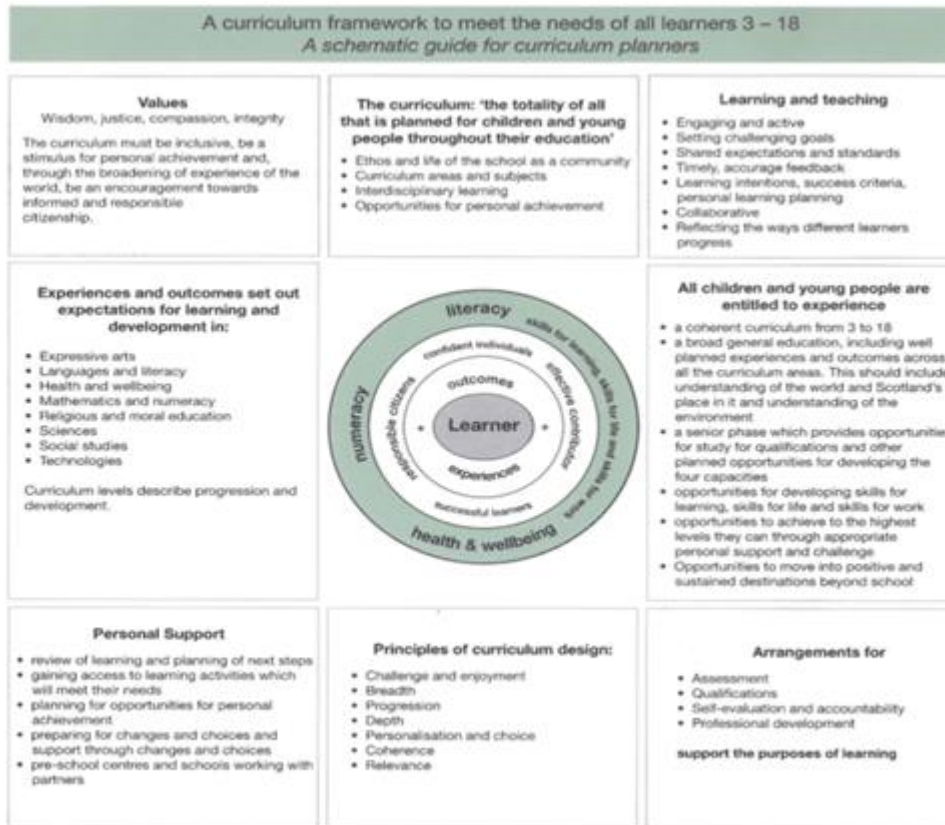 A curriculum framework to meet the needs of all learners 3 – 18
A schematic guide for curriculum planners
Values
Wisdom, justice, compassion, integrity
The curriculum must be inclusive, be a
stimulus for personal achievement and,
through the broadening of experience of the
world, be an encouragement towards
informed and responsible
citizenship.
The curriculum: 'the totality of all
that is planned for children and young
people throughout their education'
• Ethos and life of the school as a community
• Curriculum areas and subjects
• Interdisciplinary learning
• Opportunities for personal achievement
Learning and teaching
• Engaging and active
• Setting challenging goals
• Shared expectations and standards
• Timely, accurage feedback
• Learning intentions, success criteria,
personal learning planning
• Collaborative
• Reflecting the ways different learners
progress
Experiences and outcomes set out
expectations for learning and
development in:
• Expressive arts
• Languages and literacy
• Health and wellbeing
• Mathematics and numeracy
• Religious and moral education
• Sciences
• Social studies
• Technologies
Curriculum levels describe progression and
development.
literacy
skills for learning, skills for life and skills for work
health & wellbeing
numeracy
confident individuals
effective contributor
successful learners
responsible citizens
outcomes
+ Learner +
experiences
All children and young people are
entitled to experience
• a coherent curriculum from 3 to 18
• a broad general education, including well
planned experiences and outcomes across
all the curriculum areas. This should include
understanding of the world and Scotland's
place in it and understanding of the
environment
• a senior phase which provides opportunitie
for study for qualifications and other
planned opportunities for developing the
four capacities
• opportunities for developing skills for
learning, skills for life and skills for work
• opportunities to achieve to the highest
levels they can through appropriate
personal support and challenge
• Opportunities to move into positive and
sustained destinations beyond school
Personal Support
• review of learning and planning of next steps
• gaining access to learning activities which
will meet their needs
• planning for opportunities for personal
achievement
• preparing for changes and choices and
support through changes and choices
• pre-school centres and schools working with
partners
Principles of curriculum design:
• Challenge and enjoyment
• Breadth
• Progression
• Depth
• Personalisation and choice
• Coherence
• Relevance
Arrangements for
• Assessment
• Qualifications
• Self-evaluation and accountability
• Professional development
support the purposes of learning